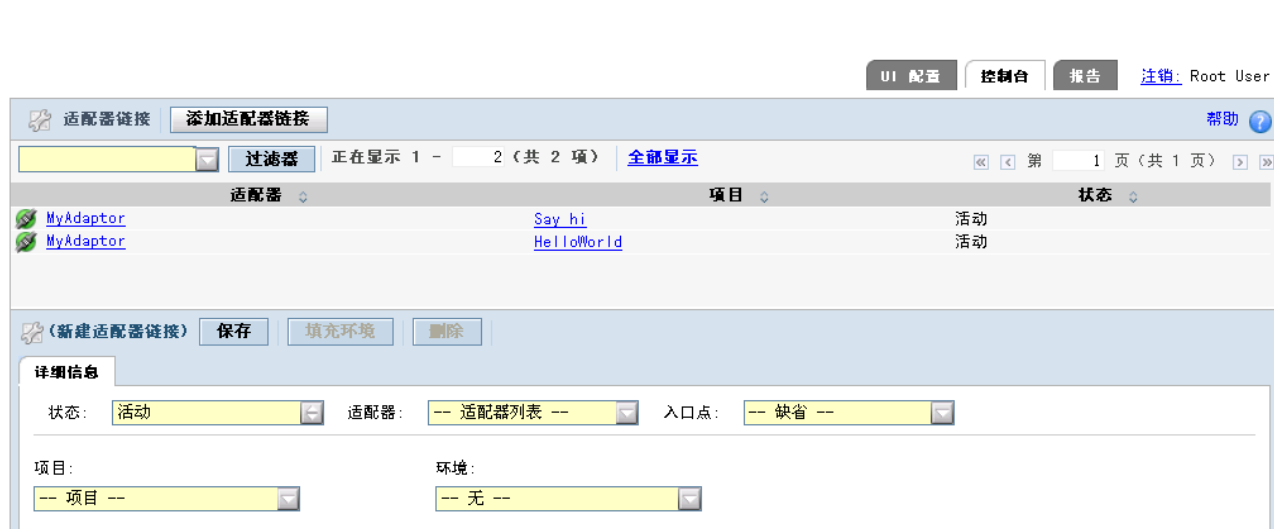 UI 配置 控制台 报告 注销: Root User
适配器链接 添加适配器链接 帮助 ?
过滤器 正在显示 1 - 2 (共 2 项) 全部显示 第 1 页 (共 1 页)
适配器 项目 状态
MyAdaptor Say hi 活动
MyAdaptor HelloWorld 活动
(新建适配器链接) 保存 填充环境 删除
详细信息
状态: 活动 适配器: -- 适配器列表 -- 入口点: -- 缺省 --
项目: 环境:
-- 项目 -- -- 无 --